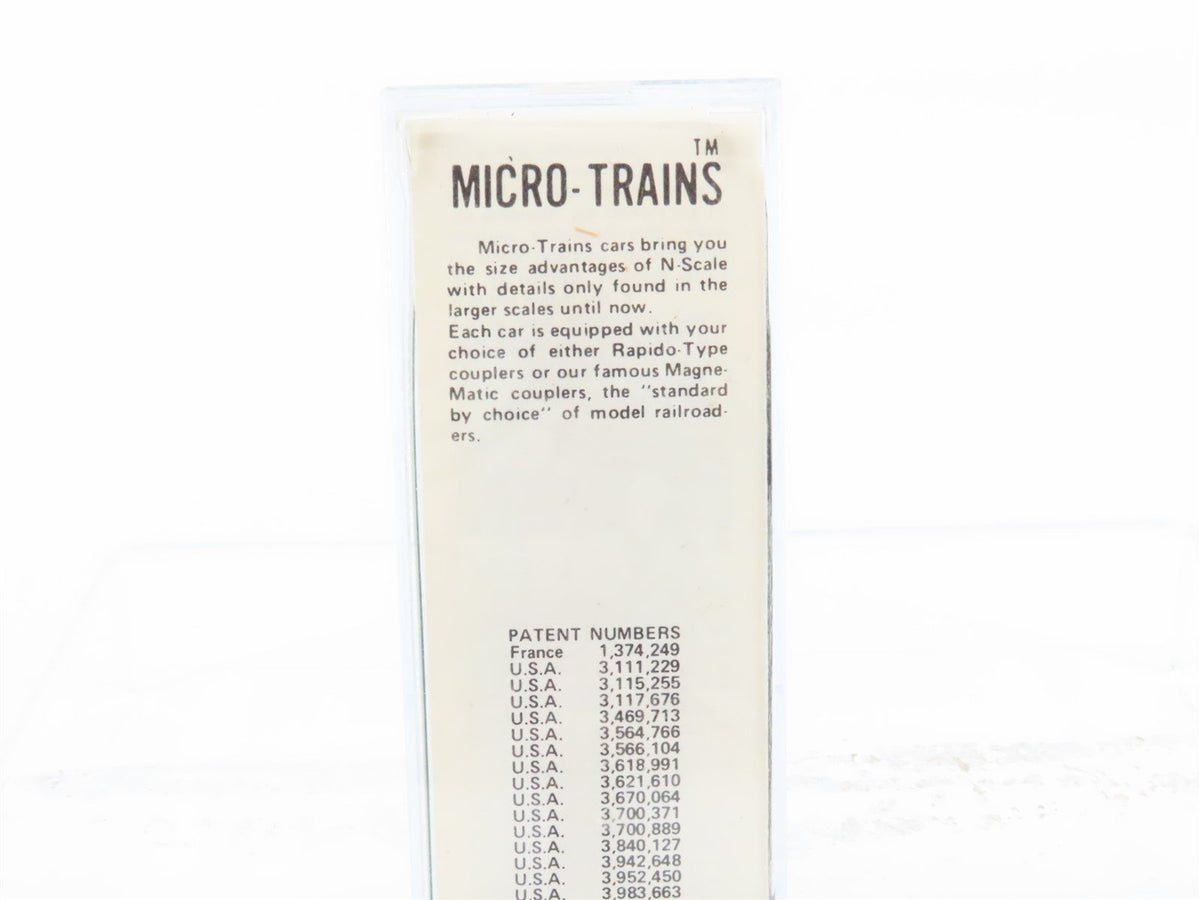 TM
MICRO-TRAINS
Micro-Trains cars bring you
the size advantages of N-Scale
with details only found in the
larger scales until now.
Each car is equipped with your
choice of either Rapido-Type
couplers or our famous Magne-
Matic couplers, the "standard
by choice" of model railroad-
ers.
PATENT NUMBERS
France 1,374,249
U.S.A. 3,111,229
U.S.A. 3,115,255
U.S.A. 3,117,676
U.S.A. 3,469,713
U.S.A. 3,564,766
U.S.A. 3,566,104
U.S.A. 3,618,991
U.S.A. 3,621,610
U.S.A. 3,670,064
U.S.A. 3,700,371
U.S.A. 3,700,889
U.S.A. 3,840,127
U.S.A. 3,942,648
U.S.A. 3,952,450
U.S.A. 3,983,663